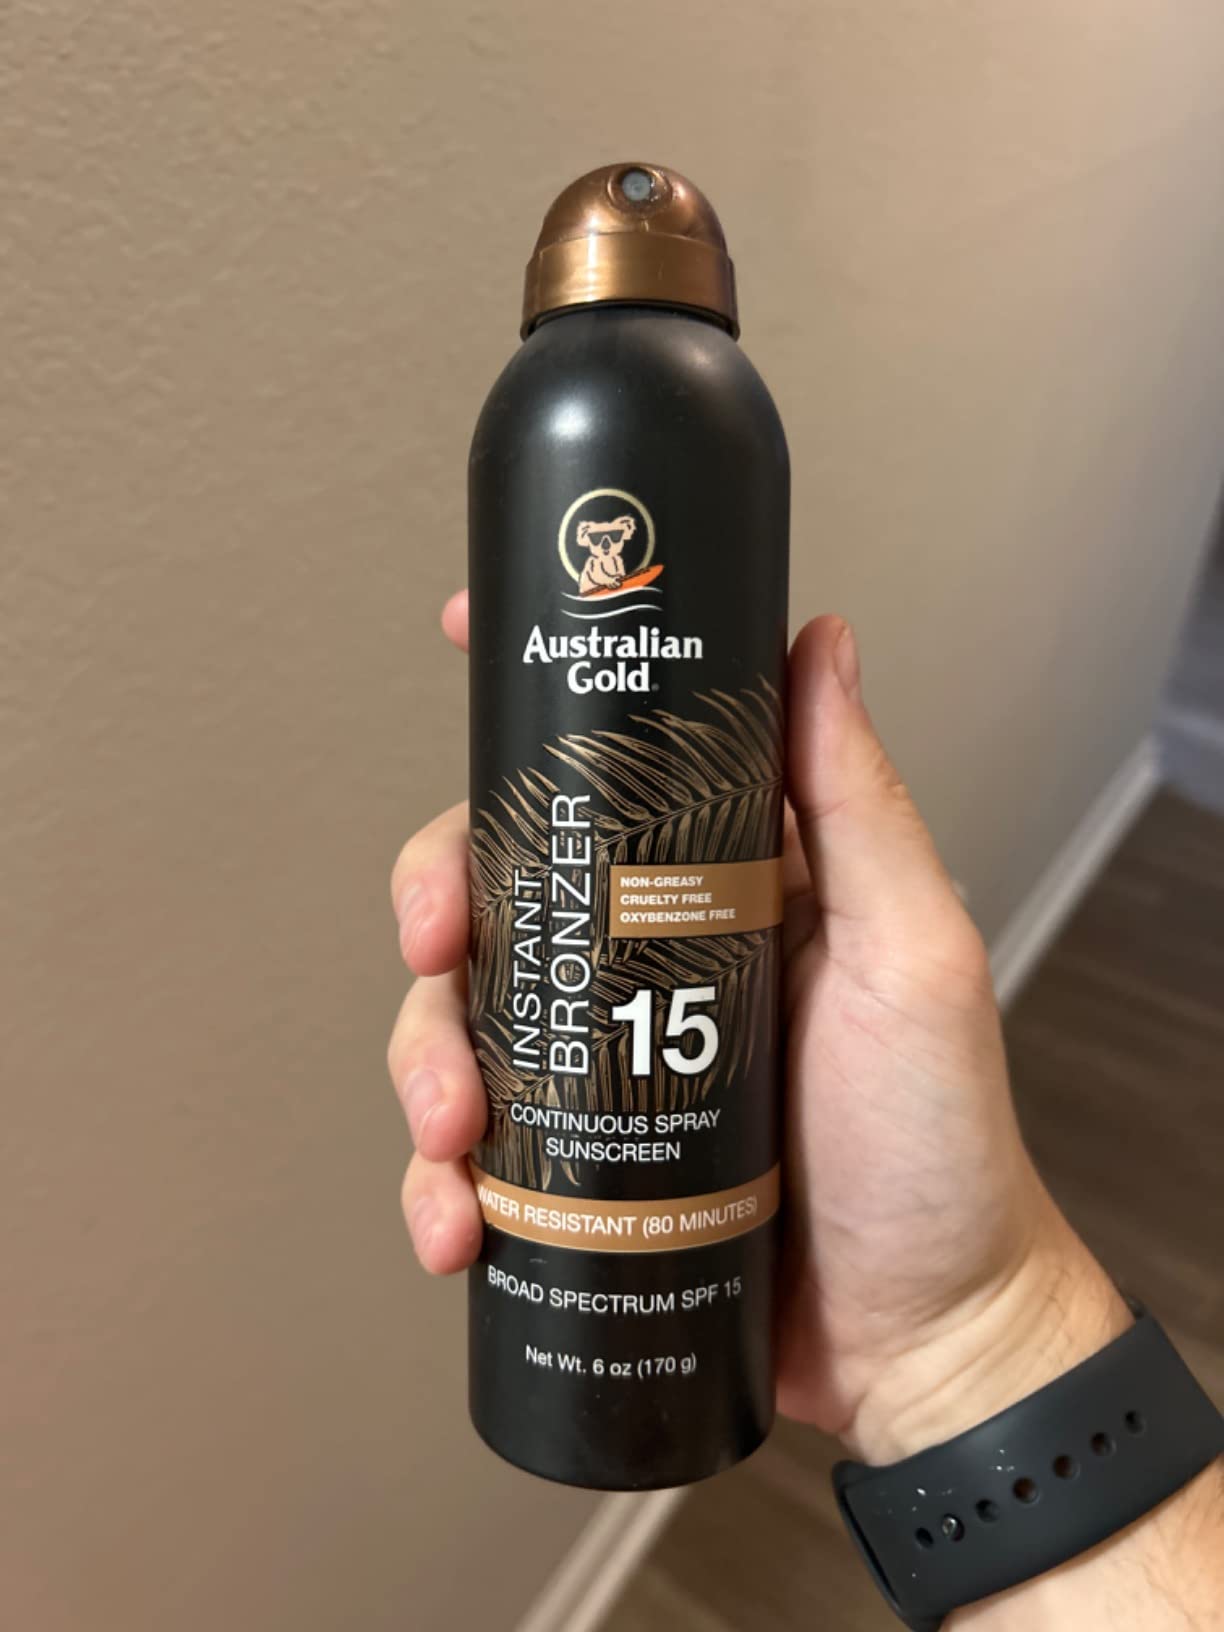 Australian
Gold®
INSTANT
BRONZER
NON-GREASY
CRUELTY FREE
OXYBENZONE FREE
15
CONTINUOUS SPRAY
SUNSCREEN
WATER RESISTANT (80 MINUTES)
BROAD SPECTRUM SPF 15
Net Wt. 6 oz (170 g)